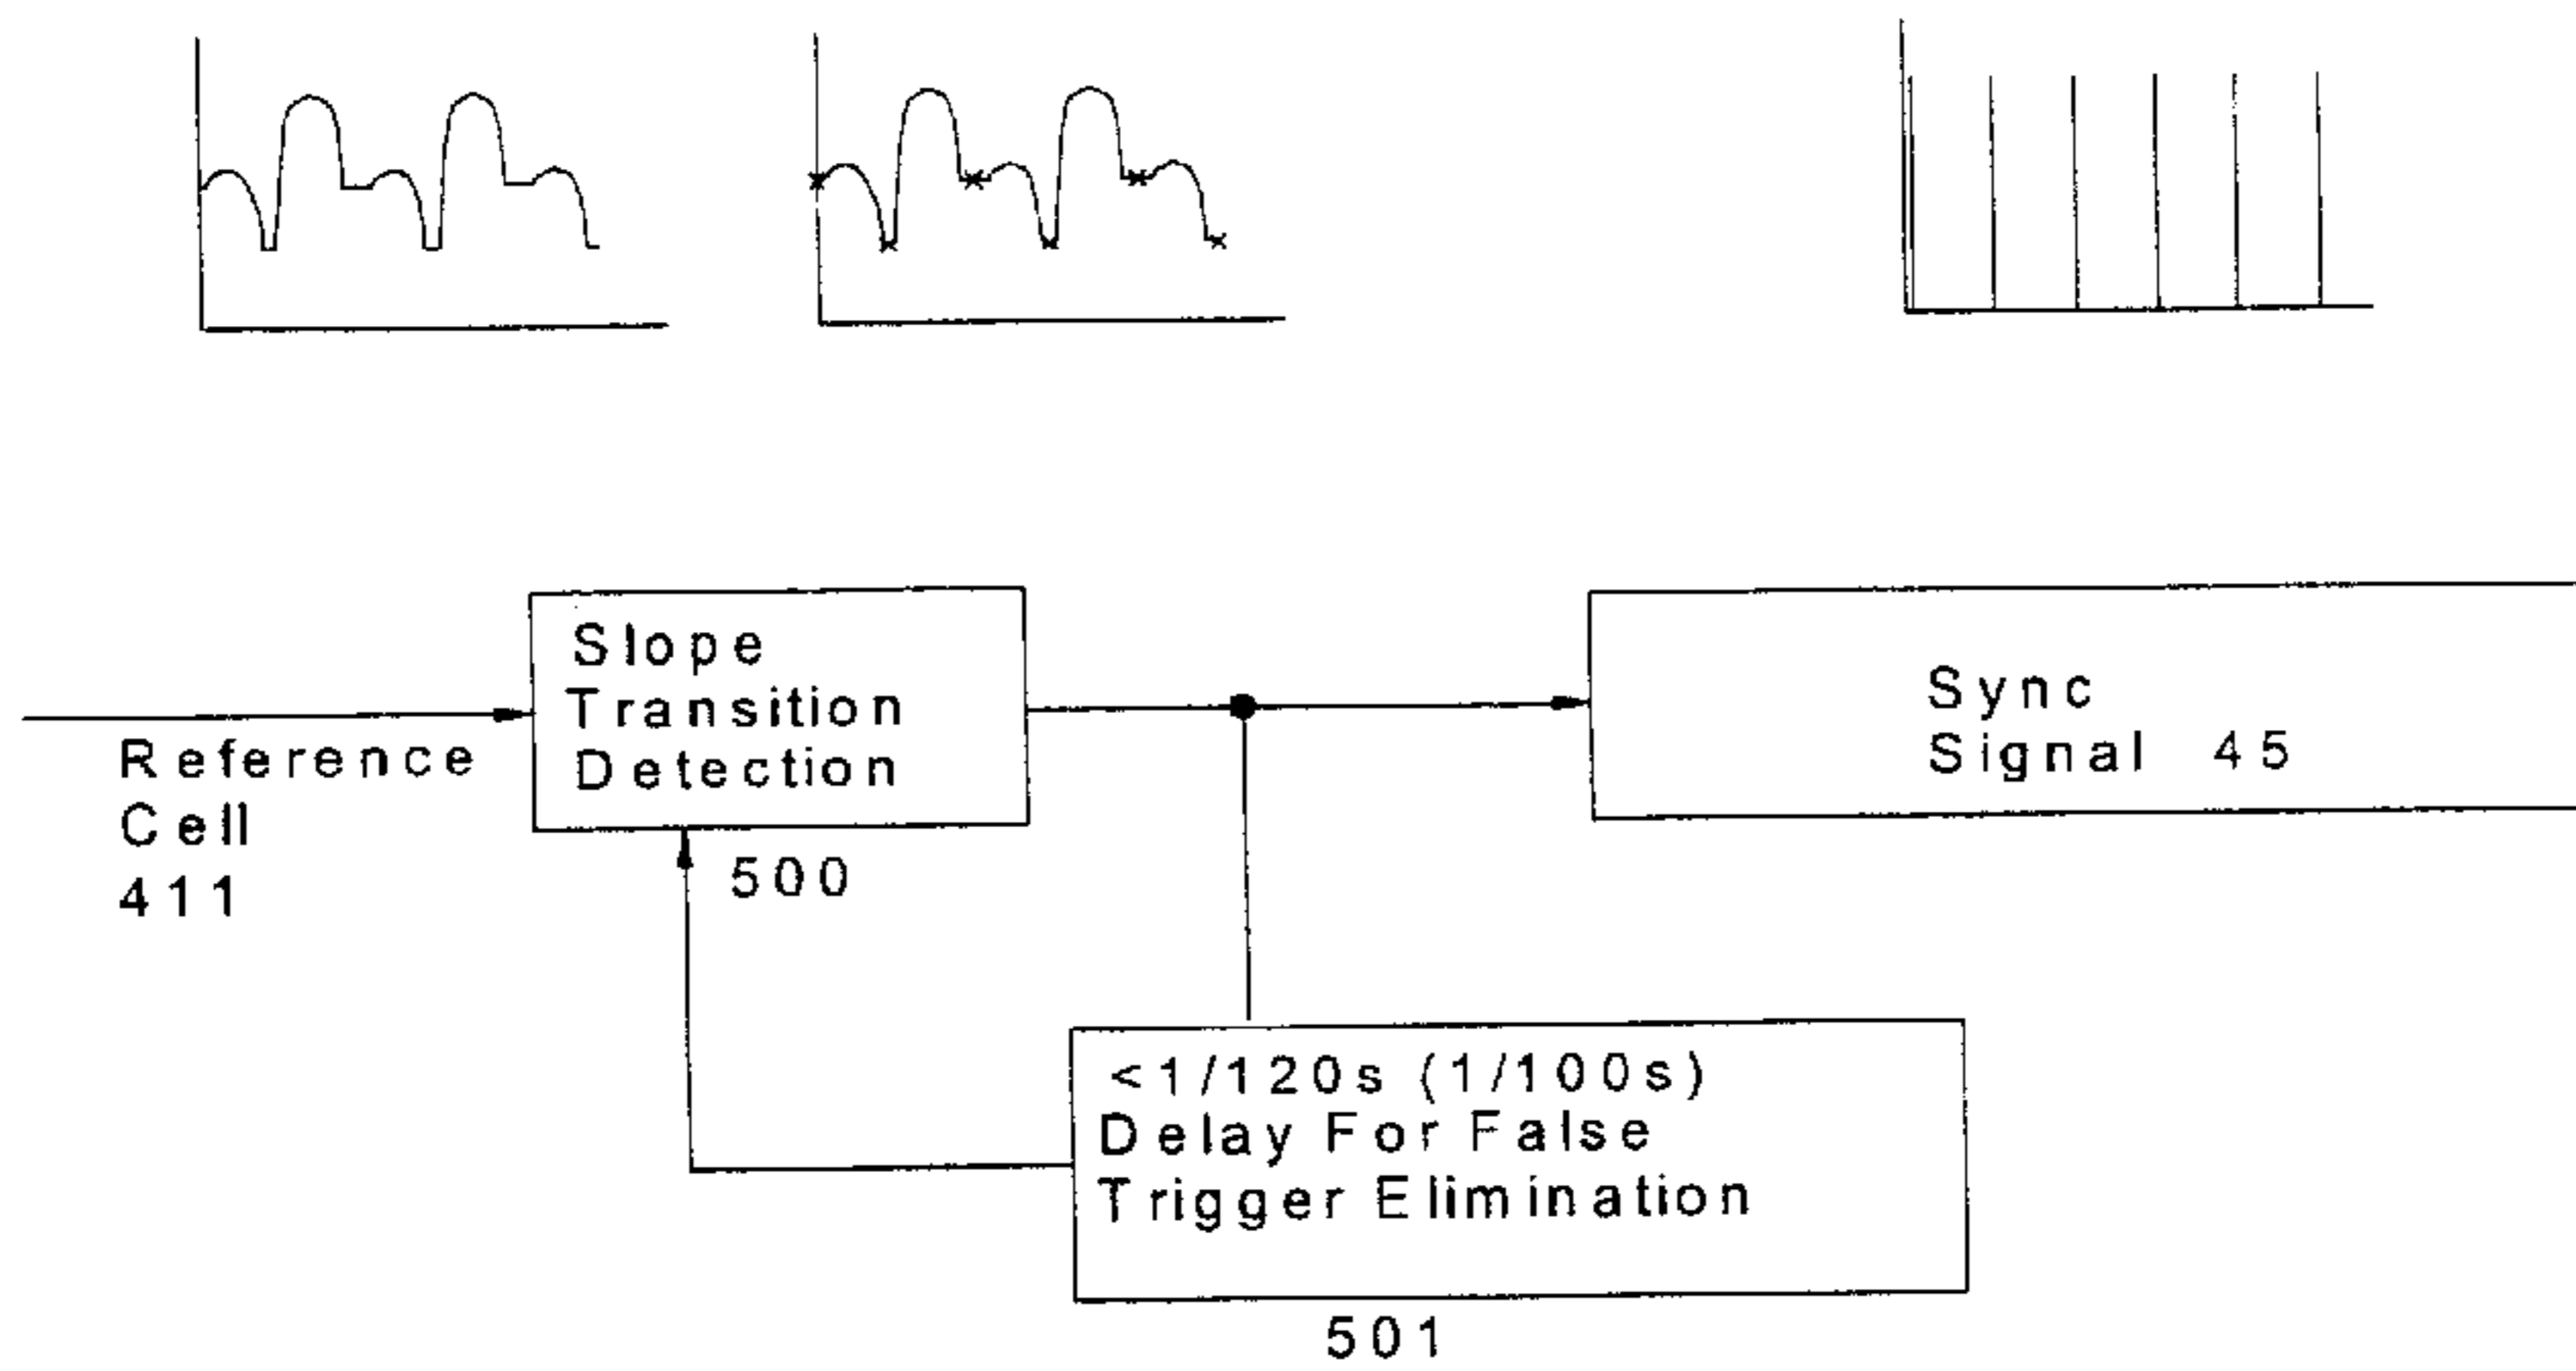 Slope
Transition
Detection
Sync
Signal 45
Reference
Cell
411
500
<1/120s (1/100s)
Delay For False
Trigger Elimination
501